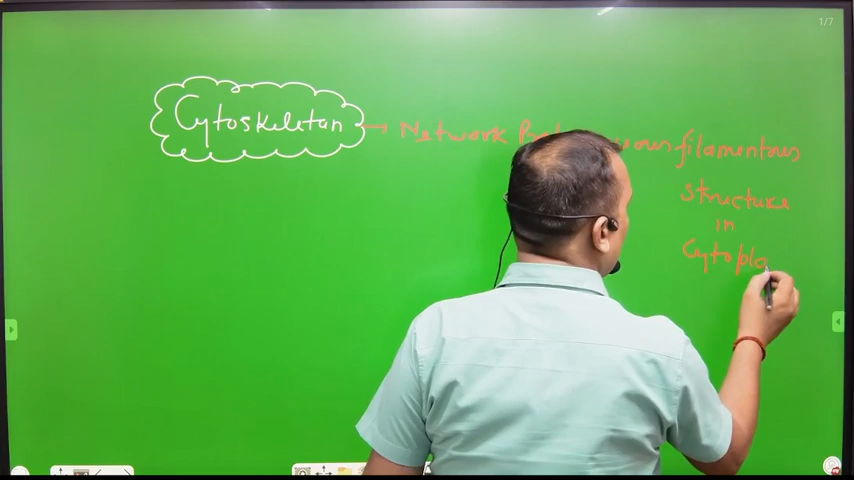 1/7
Cytoskeletan → Network filamentous
structure
in
Cytopla